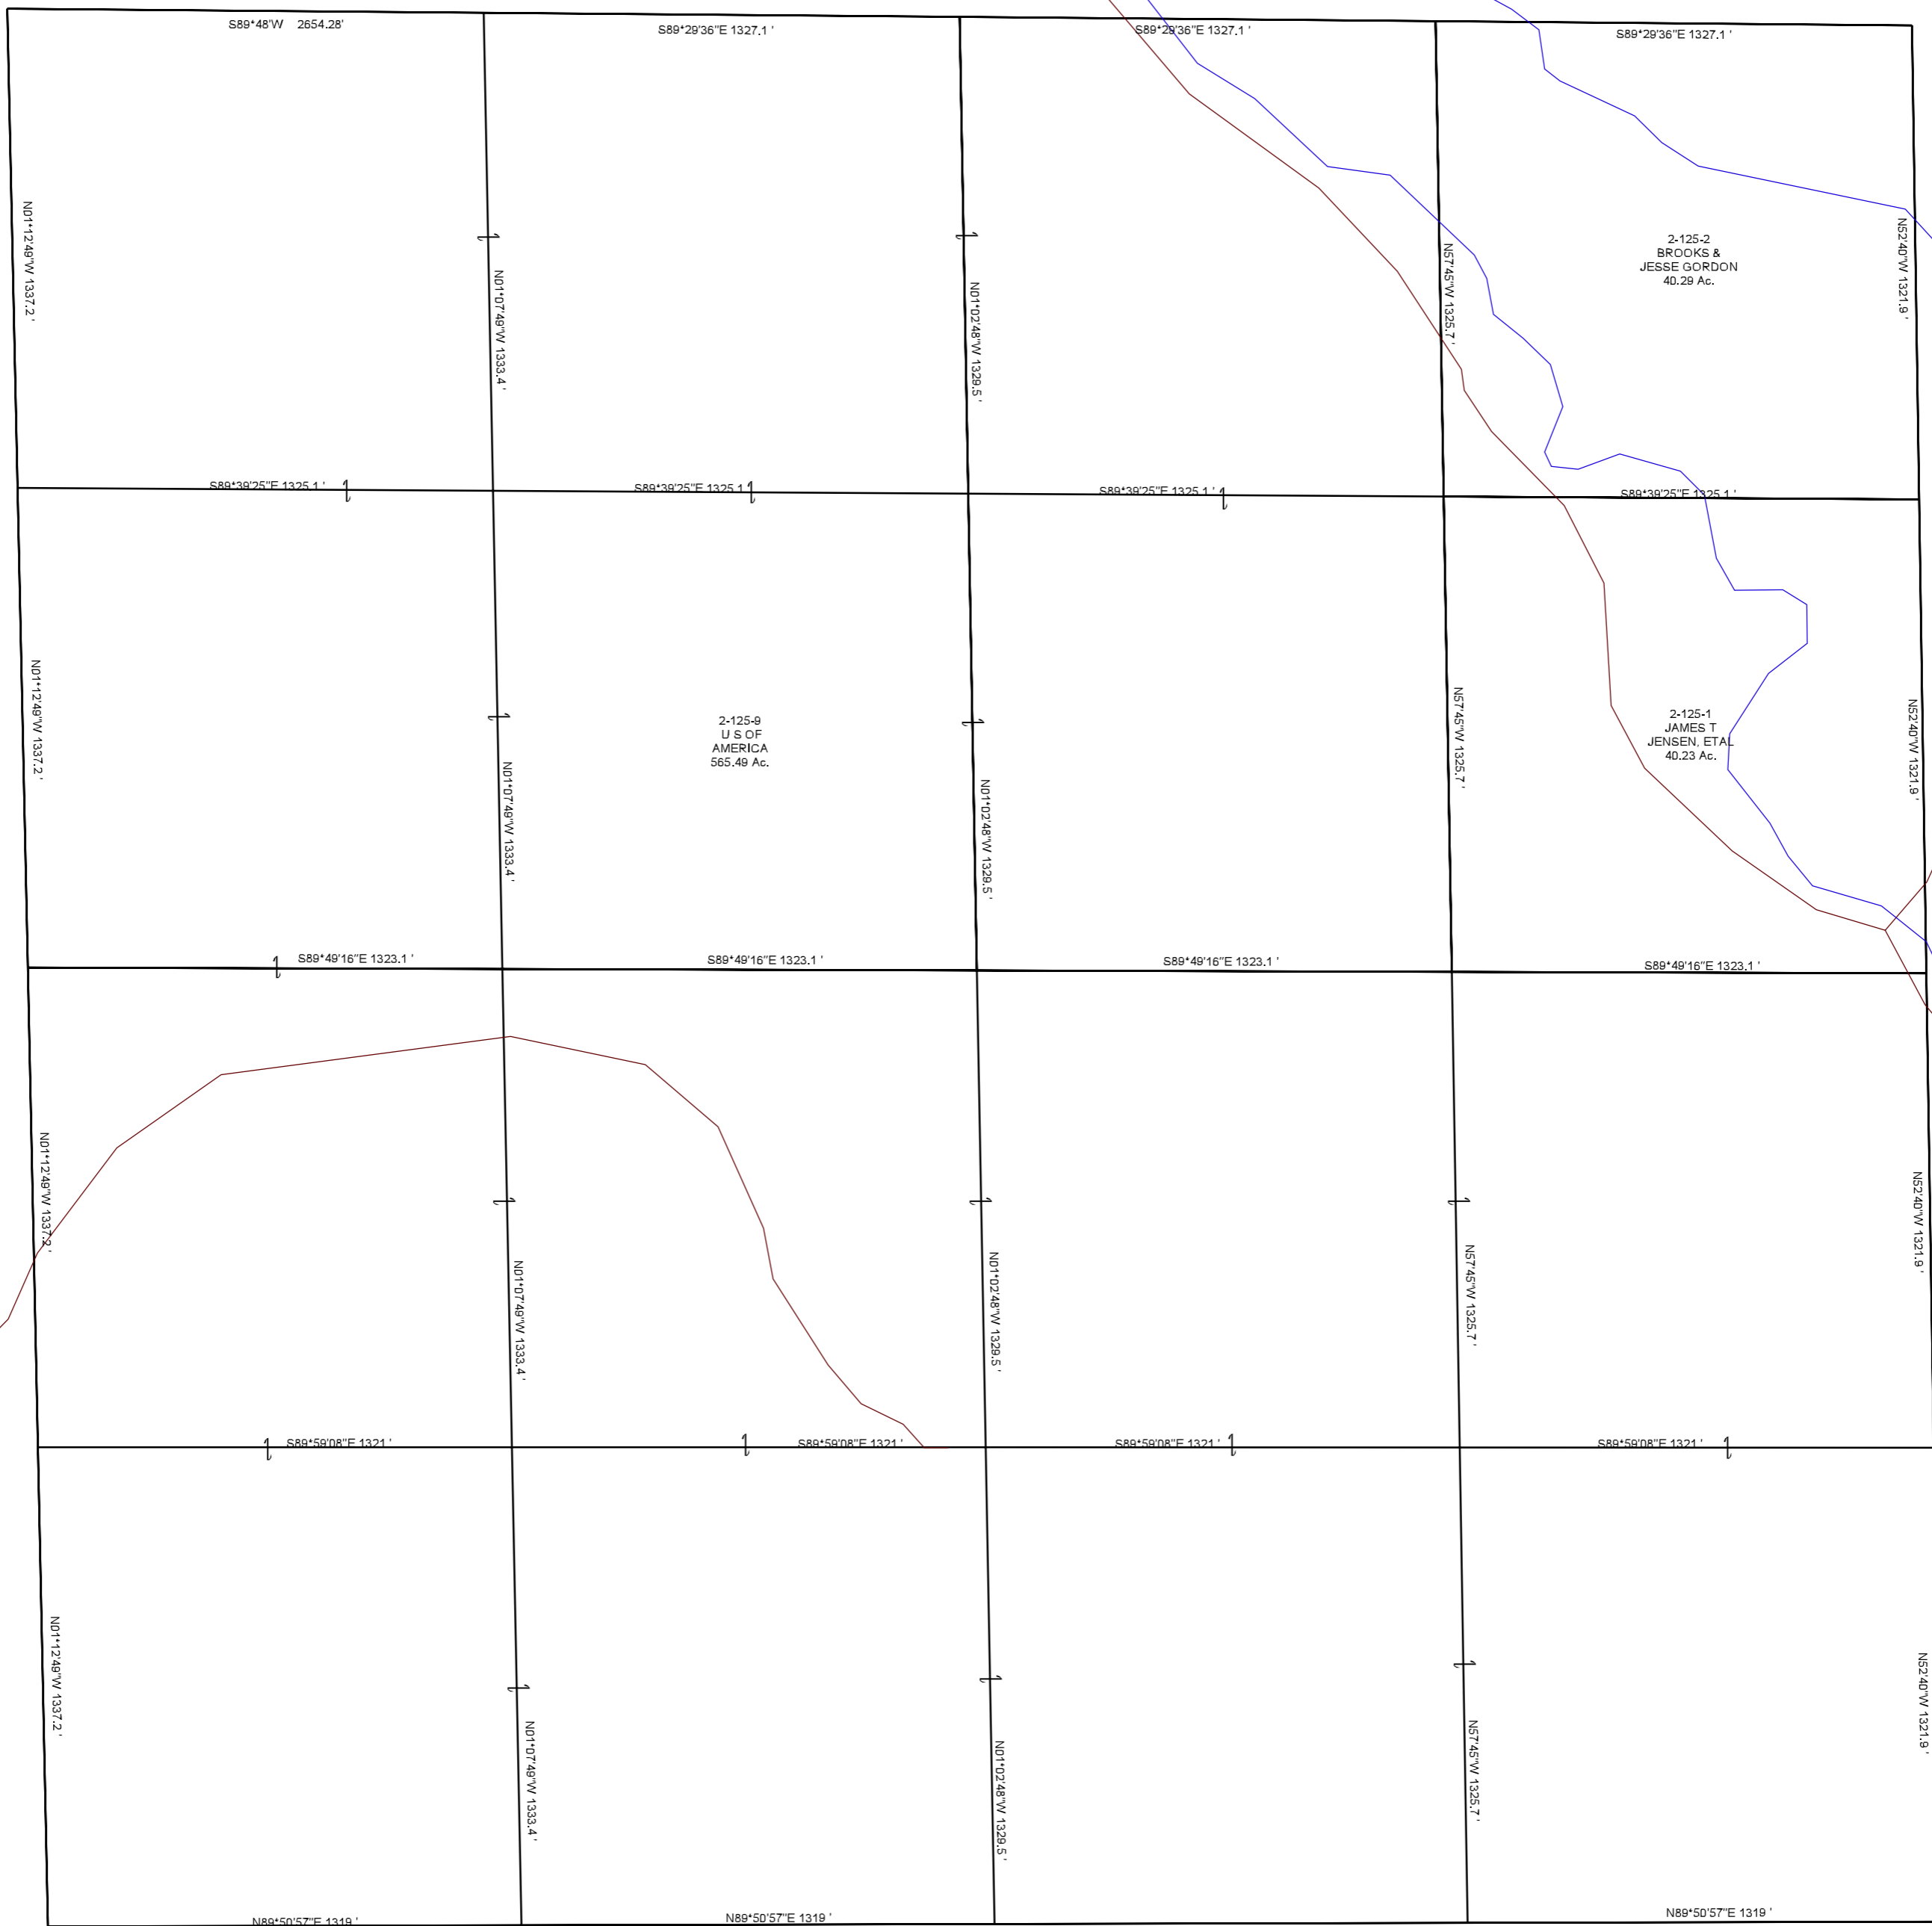 S89*48'W 2654.28'
S89*29'36"E 1327.1 '
S89*29'36"E 1327.1 '
S89*29'36"E 1327.1 '
N01*12'49"W 1337.2 '
N01*07'49"W 1333.4 '
N01*02'48"W 1329.5 '
N57'45"W 1325.7 '
2-125-2
BROOKS &
JESSE GORDON
40.29 Ac.
N52'40"W 1321.9 '
S89*39'25"E 1325.1 '
S89*39'25"E 1325.1
S89*39'25"E 1325.1 '
S89*39'25"E 1325.1 '
N01*12'49"W 1337.2 '
N01*07'49"W 1333.4 '
2-125-9
U S OF
AMERICA
565.49 Ac.
N01*02'48"W 1329.5 '
N57'45"W 1325.7 '
2-125-1
JAMES T
JENSEN, ETAL
40.23 Ac.
N52'40"W 1321.9 '
S89*49'16"E 1323.1 '
S89*49'16"E 1323.1 '
S89*49'16"E 1323.1 '
S89*49'16"E 1323.1 '
N01*12'49"W 1337.2 '
N01*07'49"W 1333.4 '
N01*02'48"W 1329.5 '
N57'45"W 1325.7 '
N52'40"W 1321.9 '
S89*59'08"E 1321 '
S89*59'08"E 1321 '
S89*59'08"E 1321 '
S89*59'08"E 1321 '
N01*12'49"W 1337.2 '
N01*07'49"W 1333.4 '
N01*02'48"W 1329.5 '
N57'45"W 1325.7 '
N52'40"W 1321.9 '
N89*50'57"E 1319 '
N89*50'57"E 1319 '
N89*50'57"E 1319 '